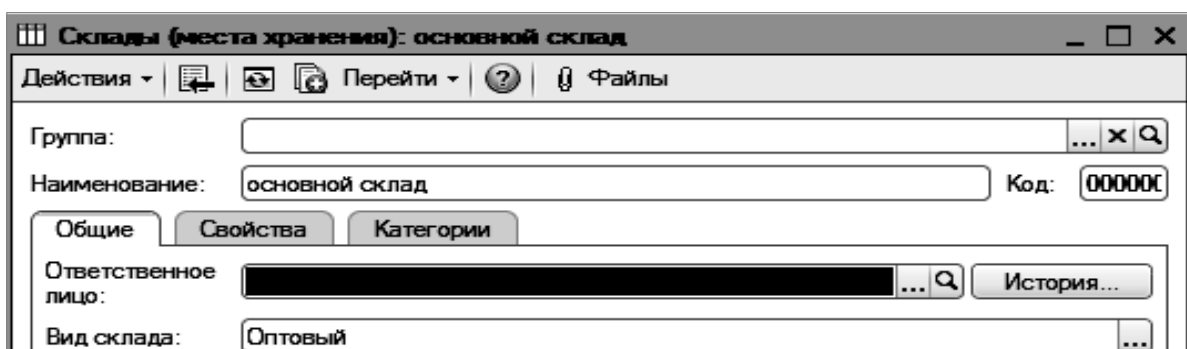 Склады (места хранения): основной склад
Действия Перейти Файлы
Группа:
Наименование: основной склад Код: 000000
Общие Свойства Категории
Ответственное
лицо: История...
Вид склада: Оптовый